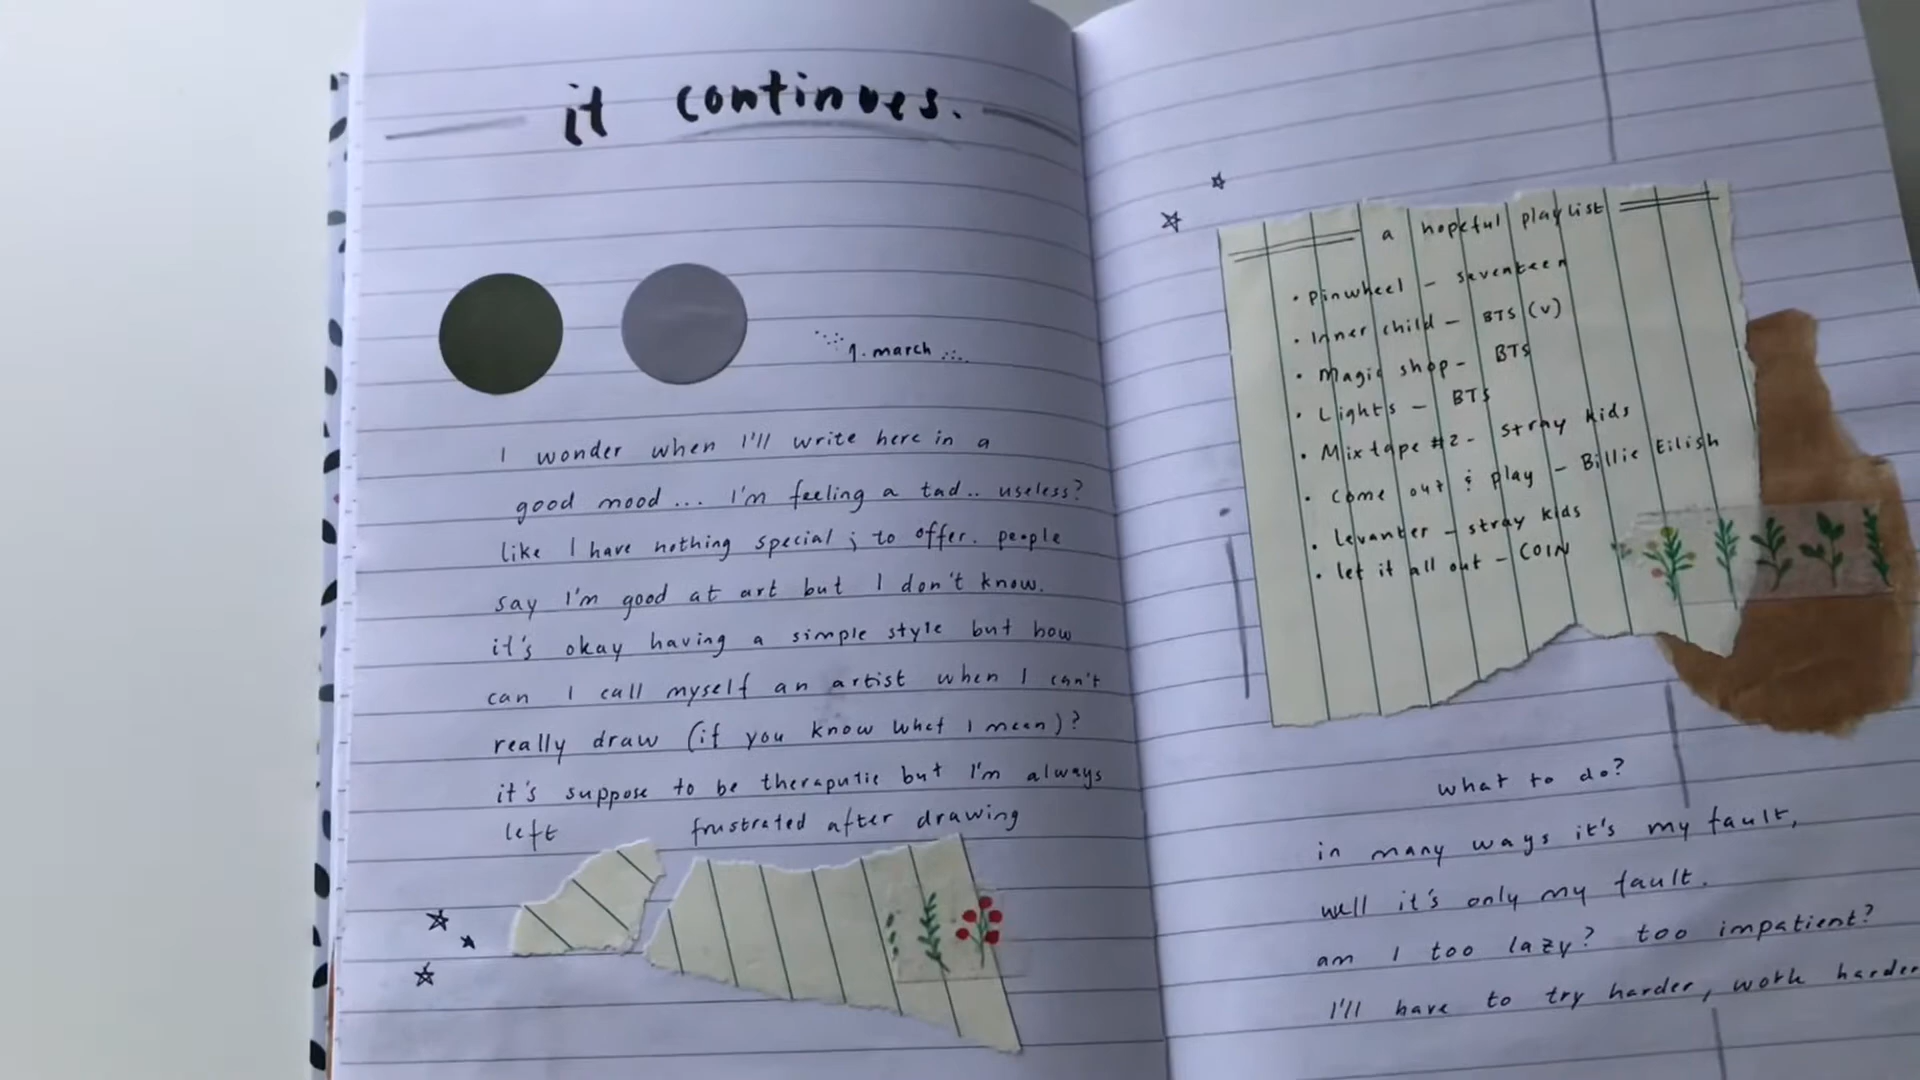 it continues.
1. march
I wonder when I'll write here in a
good mood... I'm feeling a tad.. useless?
like I have nothing special & to offer. people
say I'm good at art but I don't know.
it's okay having a simple style but how
can I call myself an artist when I can't
really draw (if you know what I mean)?
it's suppose to be theraputic but I'm always
left frustrated after drawing
a hopeful playlist
• Pinwheel - seventeen
• Inner child - BTS (V)
• Magic shop - BTS
• Lights - BTS
• Mixtape #2 - stray kids
• Come out & play - Billie Eilish
• Levanter - stray kids
• let it all out - COIN
what to do?
in many ways it's my fault,
well it's only my fault.
am I too lazy? too impatient?
I'll have to try harder, work harder